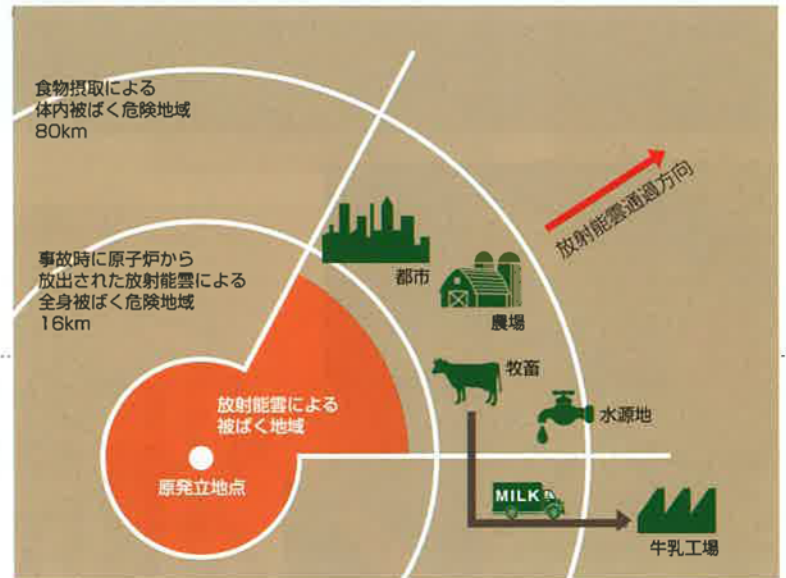 食物摂取による
体内被ばく危険地域
80km
事故時に原子炉から
放出された放射能雲による
全身被ばく危険地域
16km
放射能雲通過方向
都市
農場
牧畜
水源地
放射能雲による
被ばく地域
原発立地点
MILK
牛乳工場